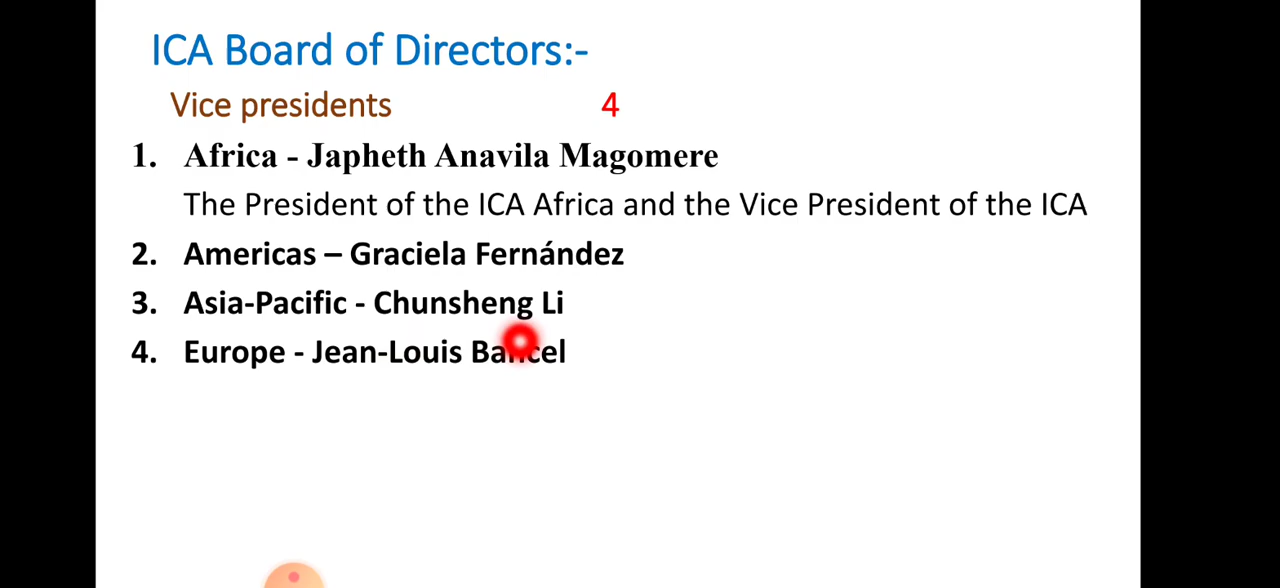 ICA Board of Directors:-
Vice presidents 4
1. Africa - Japheth Anavila Magomere
The President of the ICA Africa and the Vice President of the ICA
2. Americas – Graciela Fernández
3. Asia-Pacific - Chunsheng Li
4. Europe - Jean-Louis Bancel